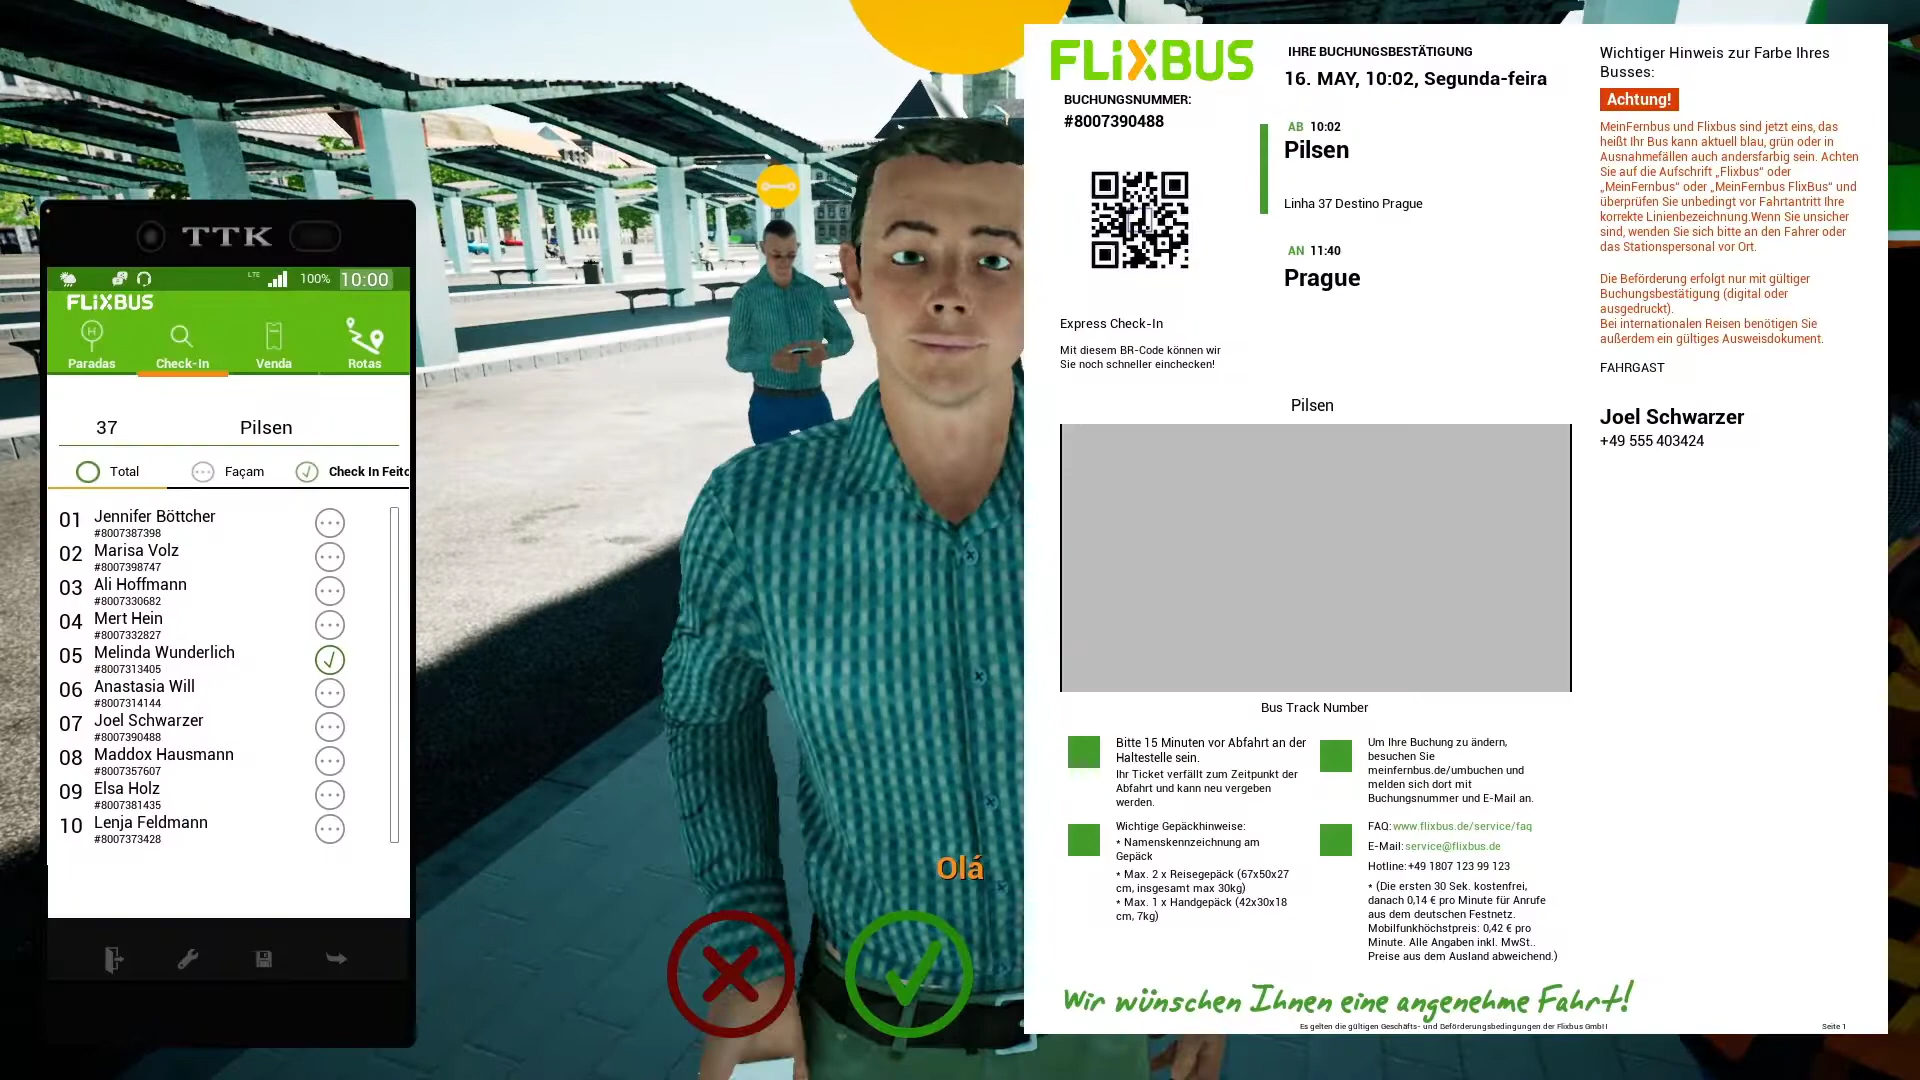 TTK
LTE
100%
10:00
FLiXBUS
H
Paradas
Check-In
Venda
Rotas
37
Pilsen
Total
Façam
Check In Feito
01
Jennifer Böttcher
#8007387398
02
Marisa Volz
#8007398747
03
Ali Hoffmann
#8007330682
04
Mert Hein
#8007332827
05
Melinda Wunderlich
#8007313405
06
Anastasia Will
#8007314144
07
Joel Schwarzer
#8007390488
08
Maddox Hausmann
#8007357607
09
Elsa Holz
#8007381435
10
Lenja Feldmann
#8007373428
Olá
FLiXBUS
BUCHUNGSNUMMER:
#8007390488
IHRE BUCHUNGSBESTÄTIGUNG
16. MAY, 10:02, Segunda-feira
AB 10:02
Pilsen
Linha 37 Destino Prague
AN 11:40
Prague
Express Check-In
Mit diesem BR-Code können wir
Sie noch schneller einchecken!
Pilsen
Bus Track Number
Bitte 15 Minuten vor Abfahrt an der
Haltestelle sein.
Ihr Ticket verfällt zum Zeitpunkt der
Abfahrt und kann neu vergeben
werden.
Wichtige Gepäckhinweise:
* Namenskennzeichnung am
Gepäck
* Max. 2 x Reisegepäck (67x50x27
cm, insgesamt max 30kg)
* Max. 1 x Handgepäck (42x30x18
cm, 7kg)
Um Ihre Buchung zu ändern,
besuchen Sie
meinfernbus.de/umbuchen und
melden sich dort mit
Buchungsnummer und E-Mail an.
FAQ: www.flixbus.de/service/faq
E-Mail: service@flixbus.de
Hotline: +49 1807 123 99 123
* (Die ersten 30 Sek. kostenfrei,
danach 0,14 € pro Minute für Anrufe
aus dem deutschen Festnetz.
Mobilfunkhöchstpreis: 0,42 € pro
Minute. Alle Angaben inkl. MwSt..
Preise aus dem Ausland abweichend.)
Wichtiger Hinweis zur Farbe Ihres
Busses:
Achtung!
MeinFernbus und Flixbus sind jetzt eins, das
heißt Ihr Bus kann aktuell blau, grün oder in
Ausnahmefällen auch andersfarbig sein. Achten
Sie auf die Aufschrift „Flixbus“ oder
„MeinFernbus“ oder „MeinFernbus FlixBus“ und
überprüfen Sie unbedingt vor Fahrtantritt Ihre
korrekte Linienbezeichnung.Wenn Sie unsicher
sind, wenden Sie sich bitte an den Fahrer oder
das Stationspersonal vor Ort.
Die Beförderung erfolgt nur mit gültiger
Buchungsbestätigung (digital oder
ausgedruckt).
Bei internationalen Reisen benötigen Sie
außerdem ein gültiges Ausweisdokument.
FAHRGAST
Joel Schwarzer
+49 555 403424
Wir wünschen Ihnen eine angenehme Fahrt!
Es gelten die gültigen Geschäfts- und Beförderungsbedingungen der Flixbus GmbH
Seite 1